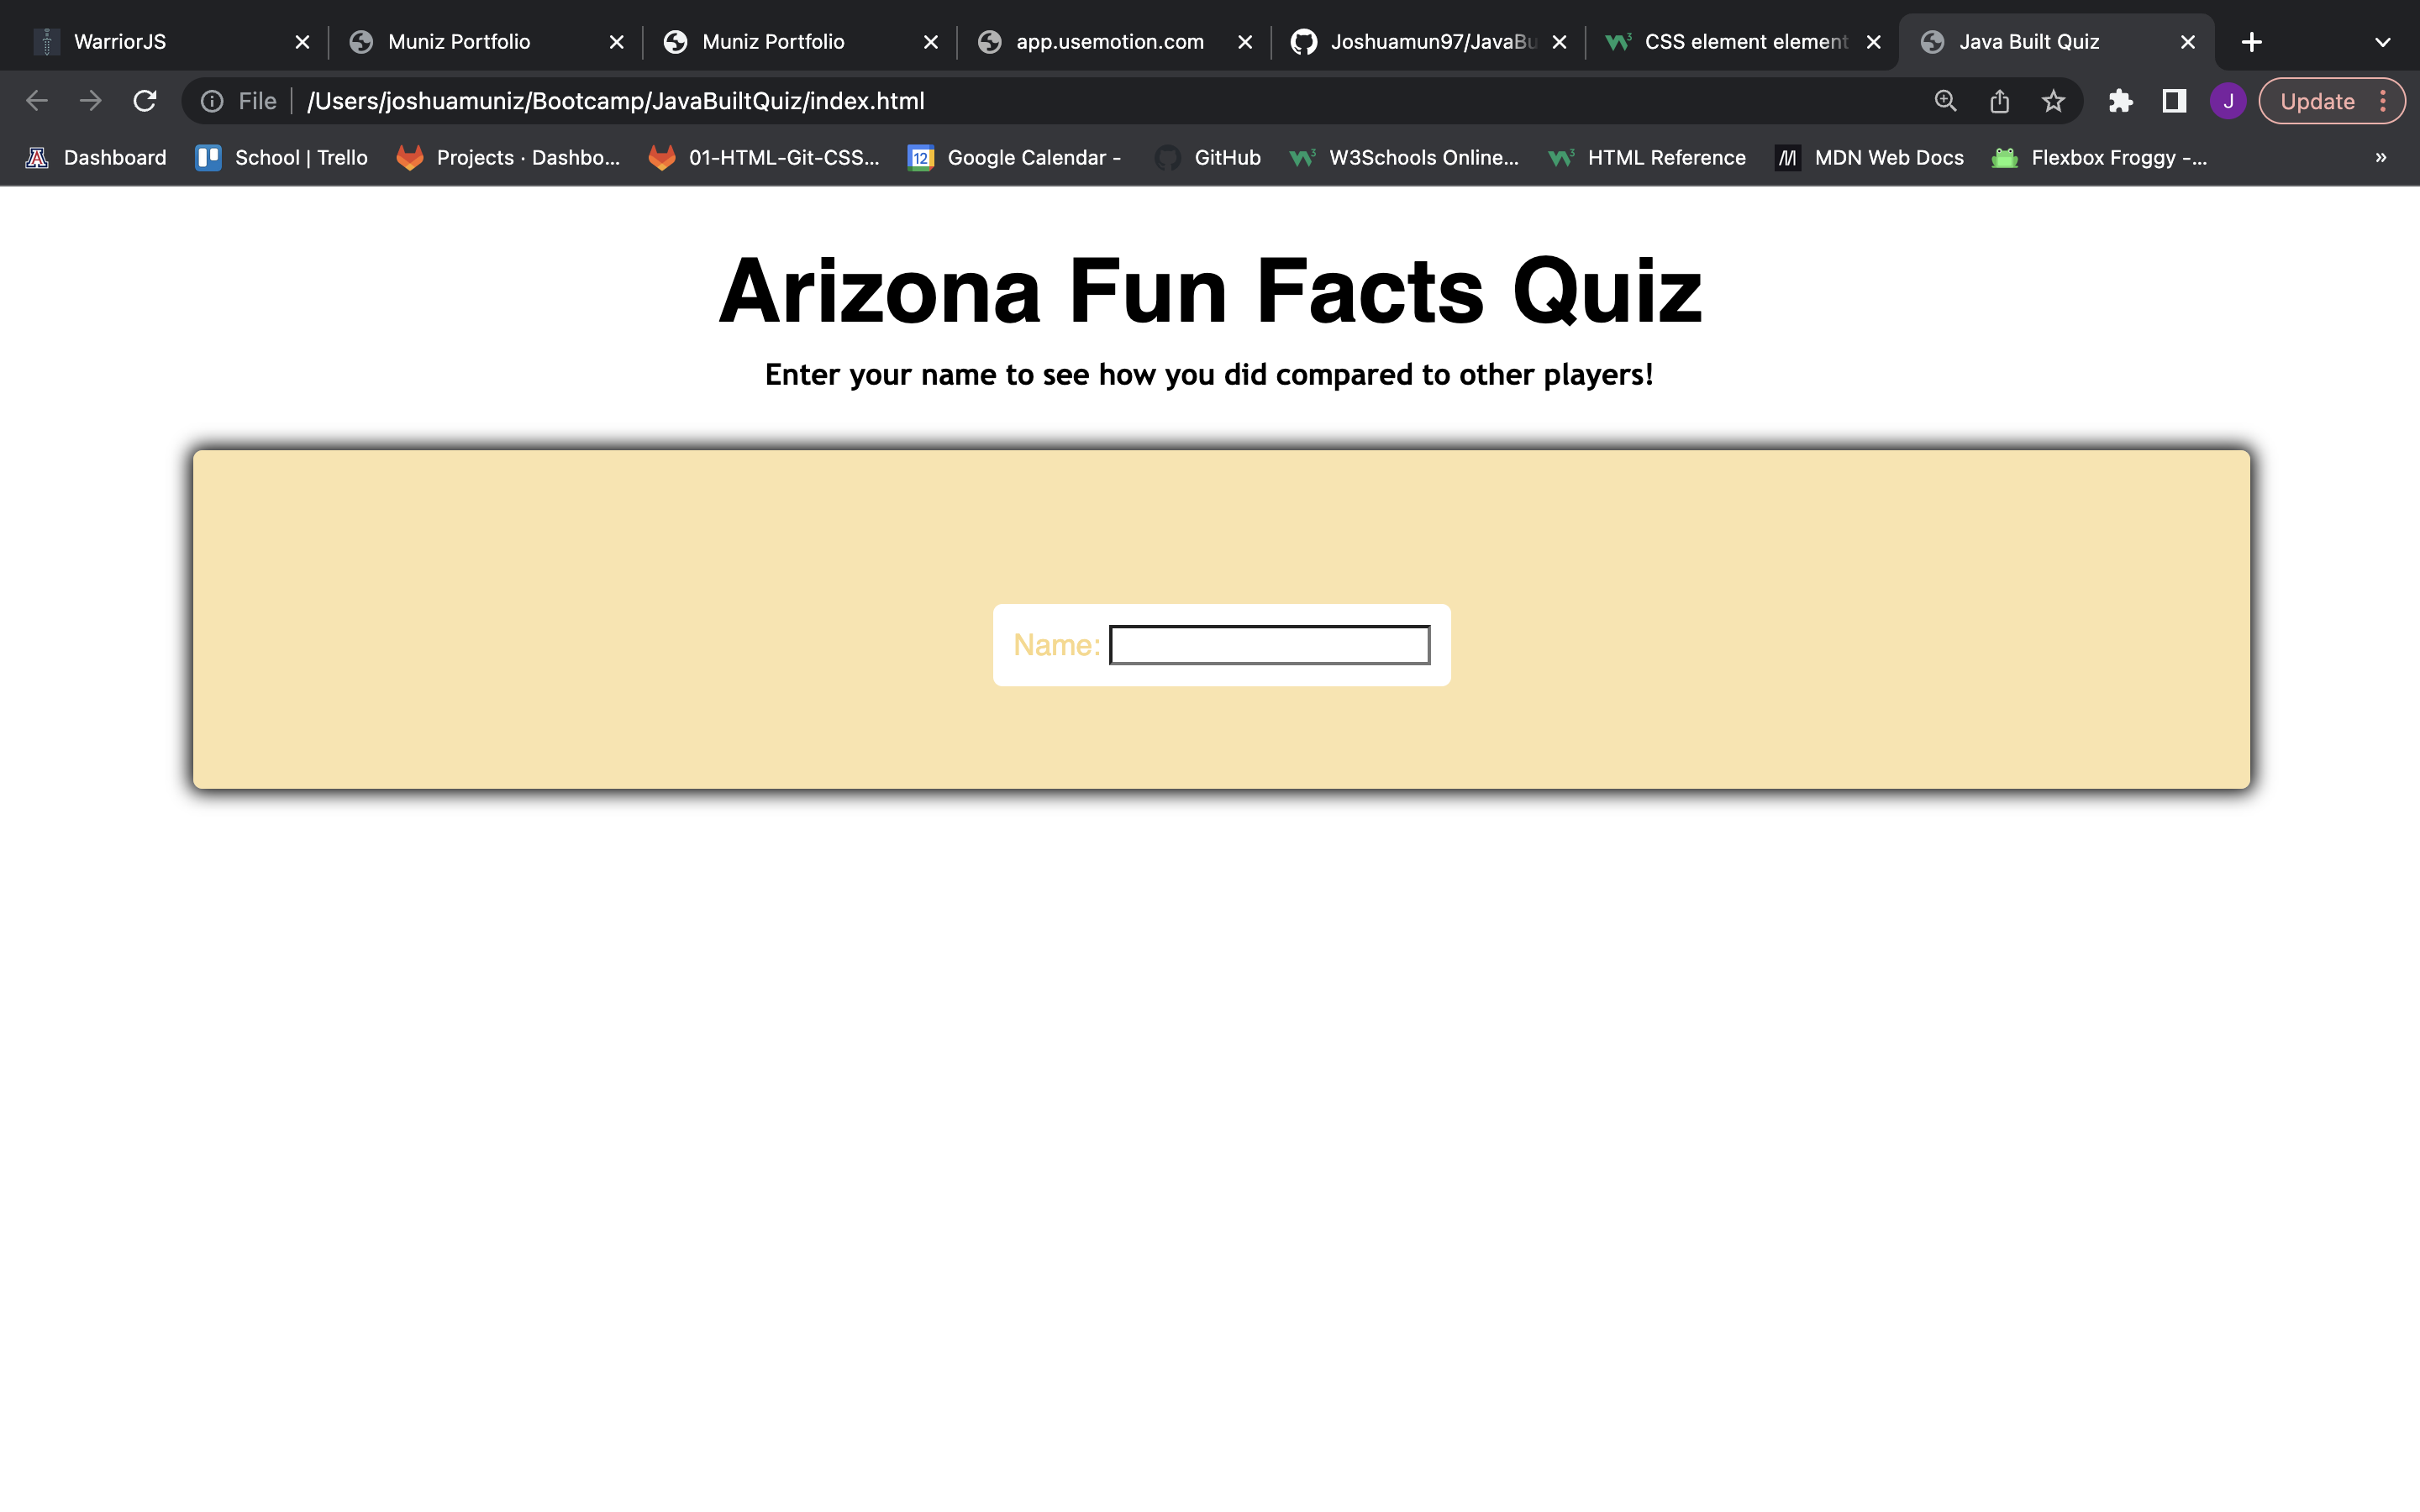 WarriorJS
Muniz Portfolio
Muniz Portfolio
app.usemotion.com
Joshuamun97/JavaBu
CSS element element
Java Built Quiz
File
/Users/joshuamuniz/Bootcamp/JavaBuiltQuiz/index.html
J
Update
Dashboard
School | Trello
Projects · Dashbo...
01-HTML-Git-CSS...
12
Google Calendar -
GitHub
W3Schools Online...
HTML Reference
MDN Web Docs
Flexbox Froggy -...
»
Arizona Fun Facts Quiz
Enter your name to see how you did compared to other players!
Name: